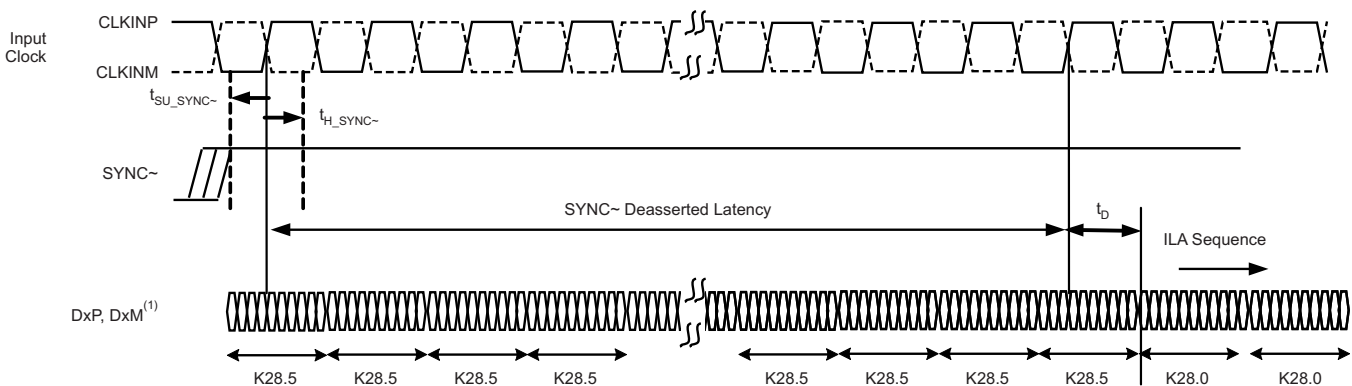 CLKINP
Input
Clock
CLKINM
tSU_SYNC~
tH_SYNC~
SYNC~
SYNC~ Deasserted Latency
tD
ILA Sequence
DxP, DxM(1)
K28.5 K28.5 K28.5 K28.5 K28.5 K28.5 K28.5 K28.5 K28.0 K28.0